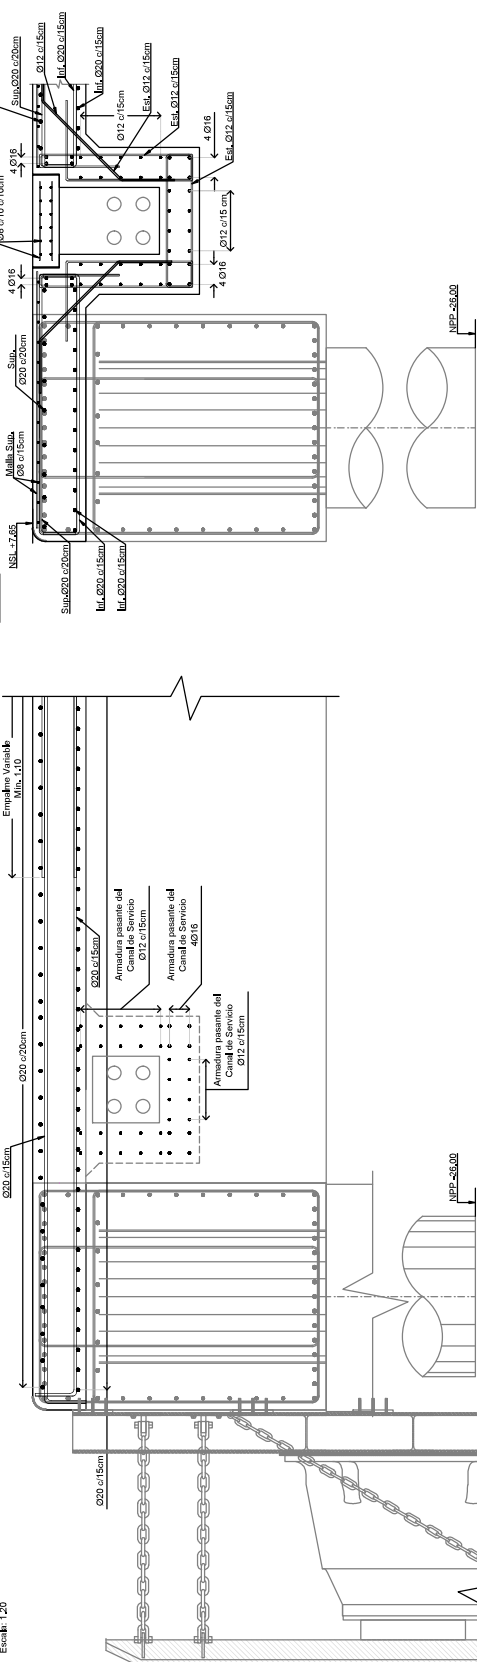 Sup.Ø20 c/20cm
Ø12 c/15cm
Inf. Ø20 c/15cm
Inf. Ø20 c/15cm
Ø12 c/15cm
Est. Ø12 c/15cm
Est. Ø12 c/15cm
4 Ø16
4 Ø16
Est. Ø12 c/15cm
Ø12 c/15 cm
4 Ø16
4 Ø16
Sup.
Ø20 c/20cm
Malla Sup.
Ø8 c/15cm
NSL +7.65
Sup.Ø20 c/20cm
Inf. Ø20 c/15cm
Inf. Ø20 c/15cm
NPP -26,00
Empalme Variable
Min. 1.10
Ø20 c/20cm
Ø20 c/15cm
Ø20 c/15cm
Armadura pasante del
Canal de Servicio
Ø12 c/15cm
Armadura pasante del
Canal de Servicio
4Ø16
Armadura pasante del
Canal de Servicio
Ø12 c/15cm
Ø20 c/15cm
NPP -26,00
Escala: 1:20